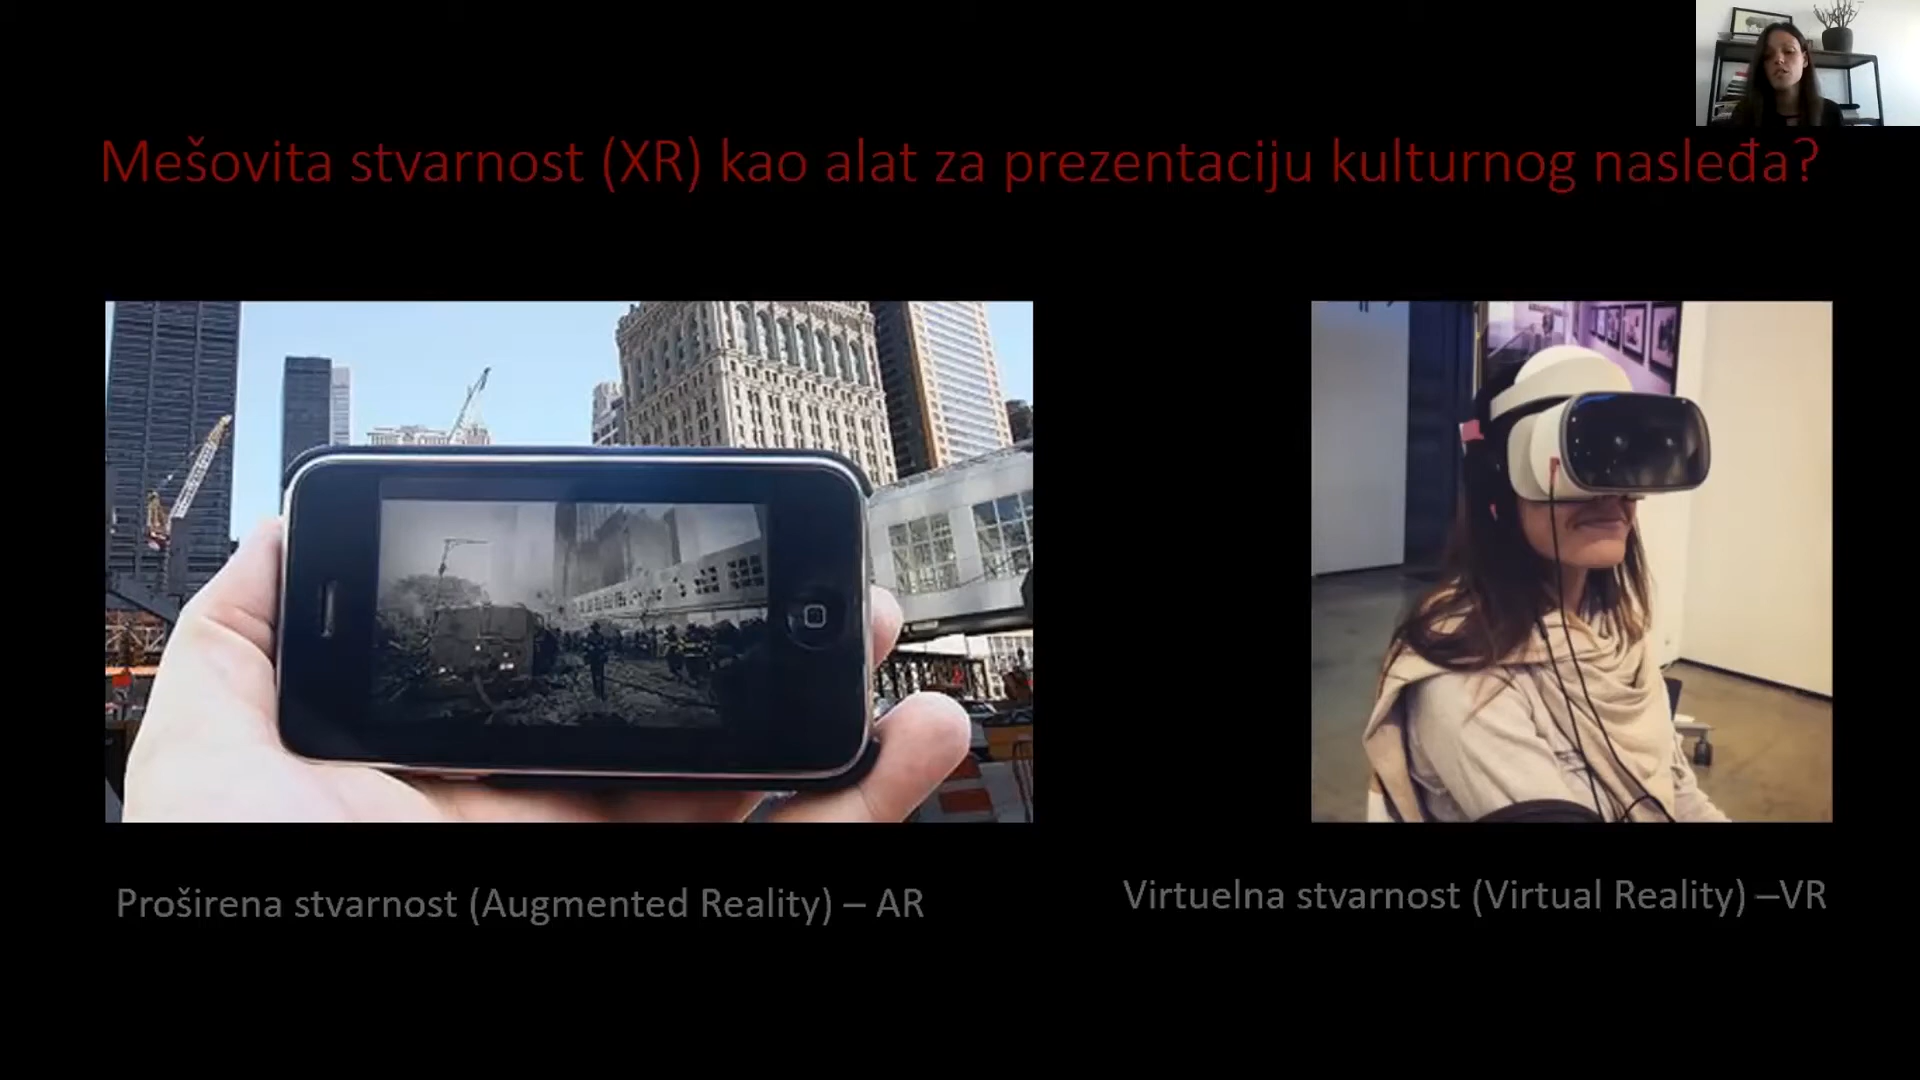 Mešovita stvarnost (XR) kao alat za prezentaciju kulturnog nasleđa?
Proširena stvarnost (Augmented Reality) – AR
Virtuelna stvarnost (Virtual Reality) –VR